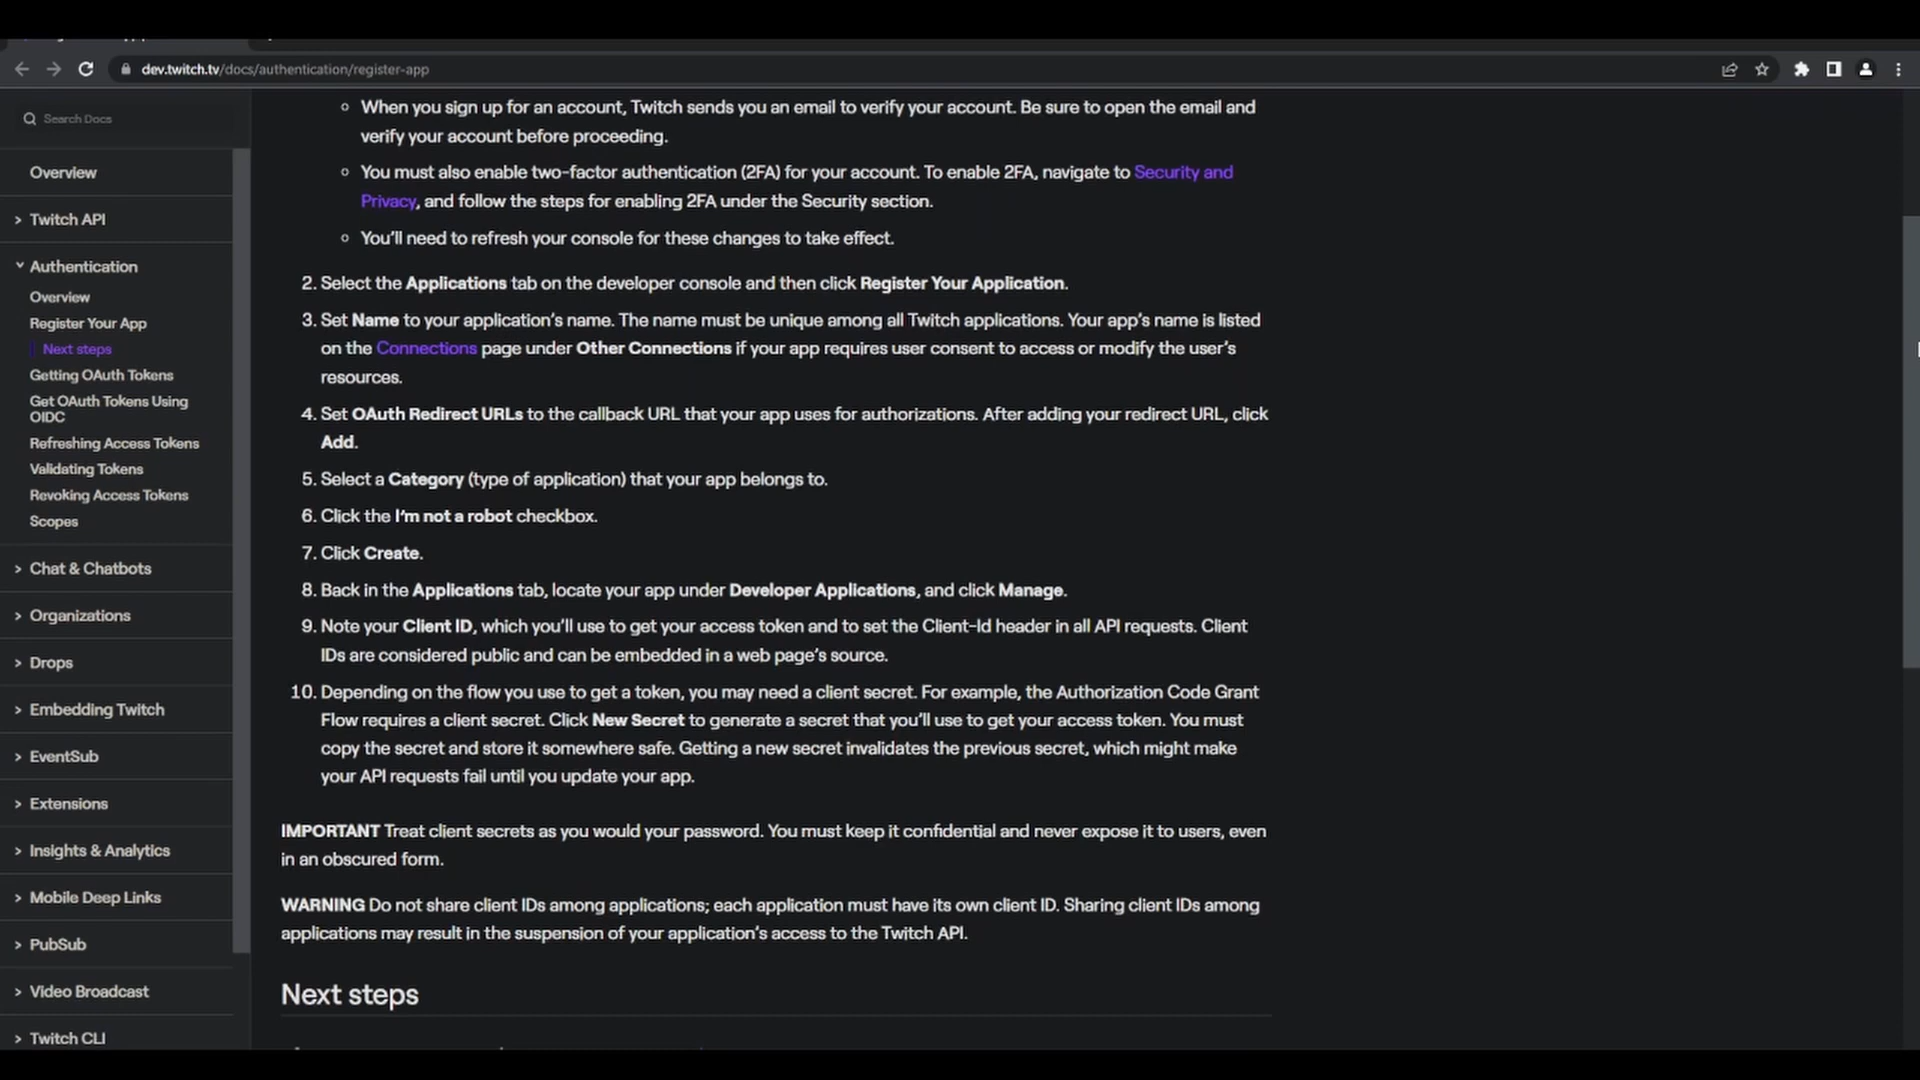 dev.twitch.tv/docs/authentication/register-app
Search Docs
Overview
Twitch API
Authentication
Overview
Register Your App
Next steps
Getting OAuth Tokens
Get OAuth Tokens Using
OIDC
Refreshing Access Tokens
Validating Tokens
Revoking Access Tokens
Scopes
Chat & Chatbots
Organizations
Drops
Embedding Twitch
EventSub
Extensions
Insights & Analytics
Mobile Deep Links
PubSub
Video Broadcast
Twitch CLI
When you sign up for an account, Twitch sends you an email to verify your account. Be sure to open the email and
verify your account before proceeding.
You must also enable two-factor authentication (2FA) for your account. To enable 2FA, navigate to Security and
Privacy, and follow the steps for enabling 2FA under the Security section.
You'll need to refresh your console for these changes to take effect.
2. Select the Applications tab on the developer console and then click Register Your Application.
3. Set Name to your application's name. The name must be unique among all Twitch applications. Your app's name is listed
on the Connections page under Other Connections if your app requires user consent to access or modify the user's
resources.
4. Set OAuth Redirect URLs to the callback URL that your app uses for authorizations. After adding your redirect URL, click
Add.
5. Select a Category (type of application) that your app belongs to.
6. Click the I'm not a robot checkbox.
7. Click Create.
8. Back in the Applications tab, locate your app under Developer Applications, and click Manage.
9. Note your Client ID, which you'll use to get your access token and to set the Client-Id header in all API requests. Client
IDs are considered public and can be embedded in a web page's source.
10. Depending on the flow you use to get a token, you may need a client secret. For example, the Authorization Code Grant
Flow requires a client secret. Click New Secret to generate a secret that you'll use to get your access token. You must
copy the secret and store it somewhere safe. Getting a new secret invalidates the previous secret, which might make
your API requests fail until you update your app.
IMPORTANT Treat client secrets as you would your password. You must keep it confidential and never expose it to users, even
in an obscured form.
WARNING Do not share client IDs among applications; each application must have its own client ID. Sharing client IDs among
applications may result in the suspension of your application's access to the Twitch API.
Next steps